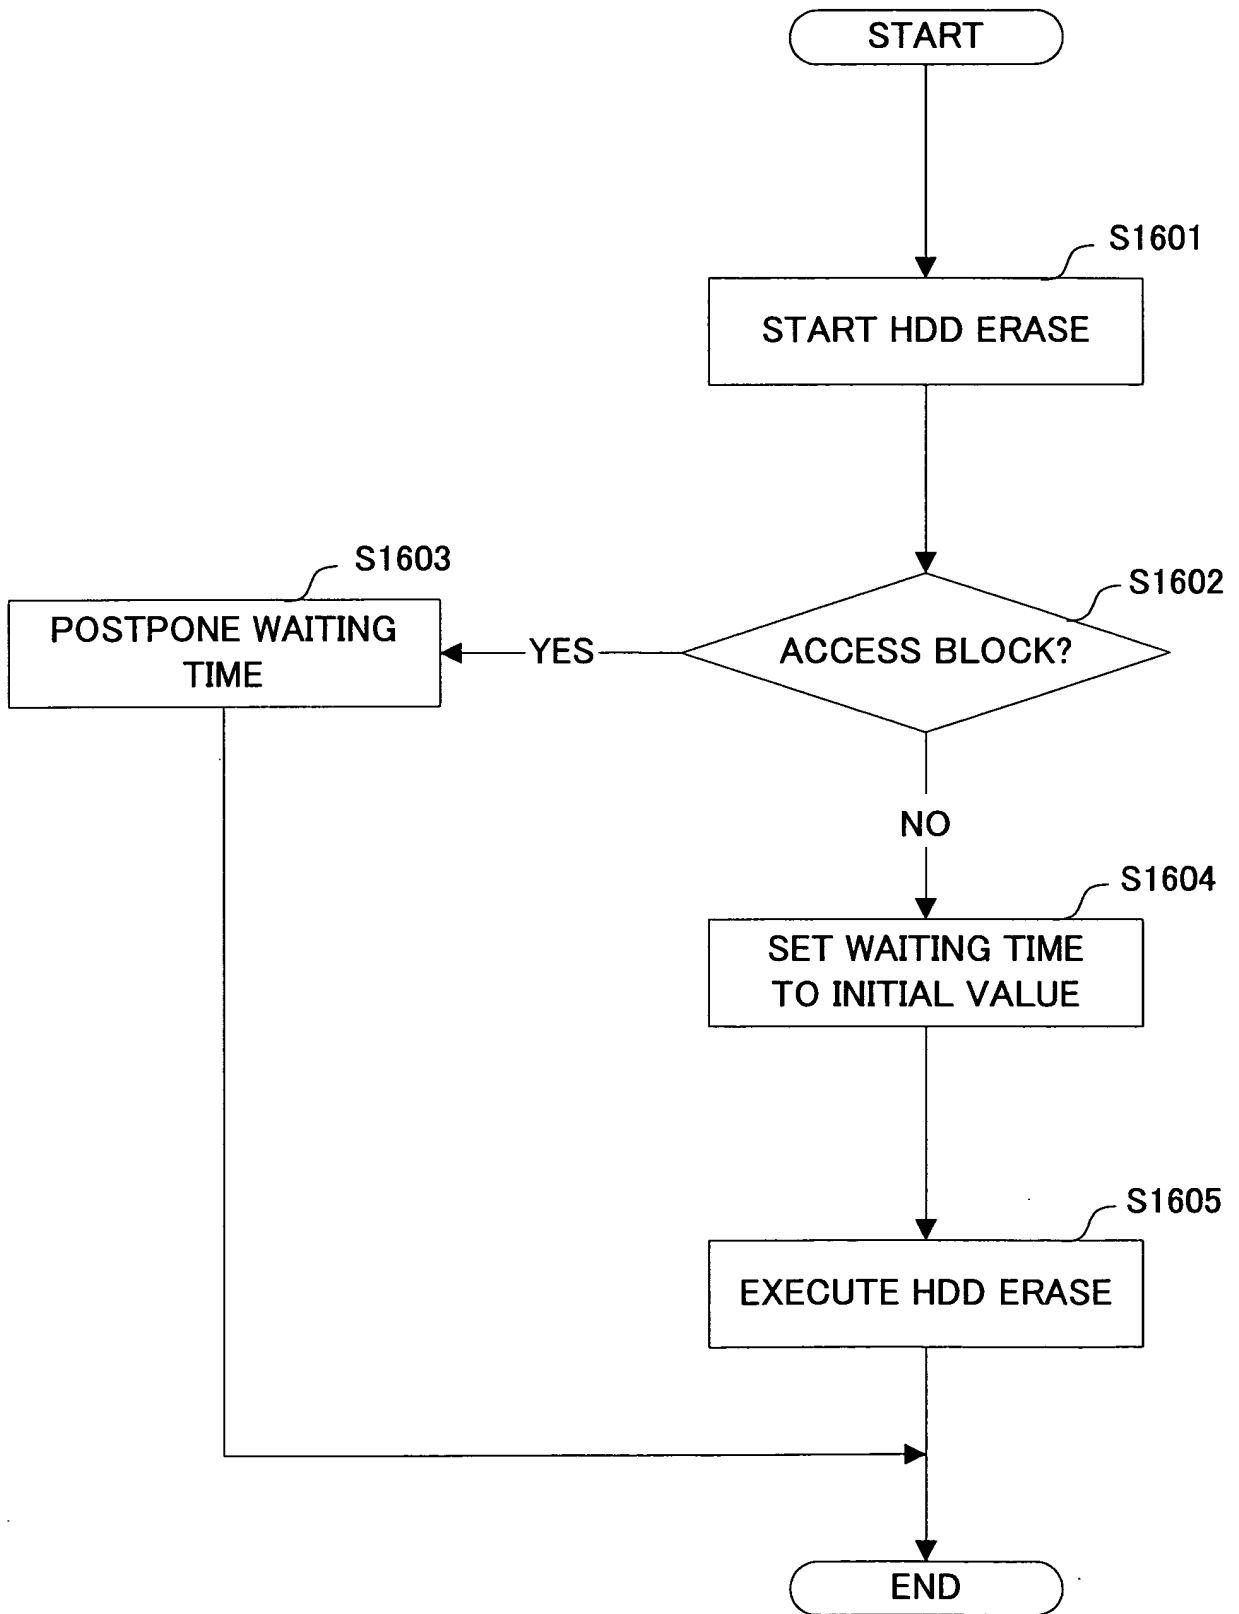 START
S1601
START HDD ERASE
S1603
S1602
POSTPONE WAITING
TIME
YES
ACCESS BLOCK?
NO
S1604
SET WAITING TIME
TO INITIAL VALUE
S1605
EXECUTE HDD ERASE
END